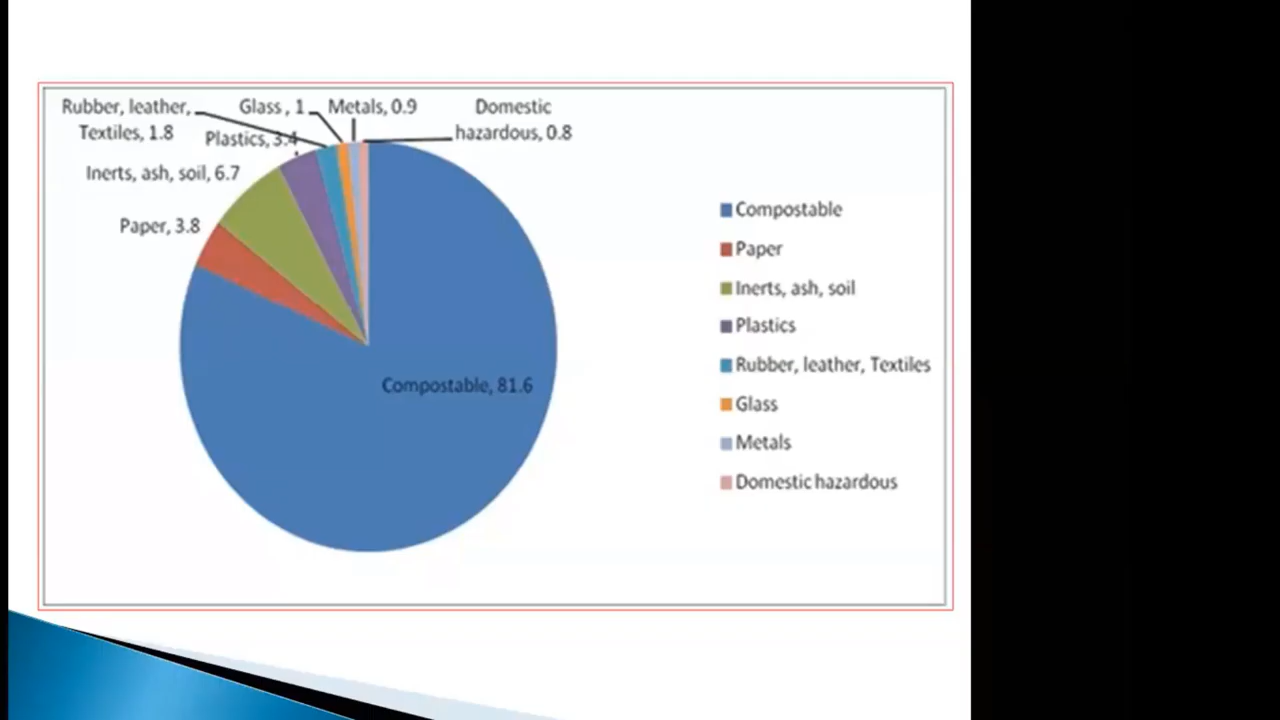 Rubber, leather,
Textiles, 1.8
Glass , 1
Metals, 0.9
Domestic
hazardous, 0.8
Plastics, 3.4
Inerts, ash, soil, 6.7
Paper, 3.8
Compostable, 81.6
Compostable
Paper
Inerts, ash, soil
Plastics
Rubber, leather, Textiles
Glass
Metals
Domestic hazardous